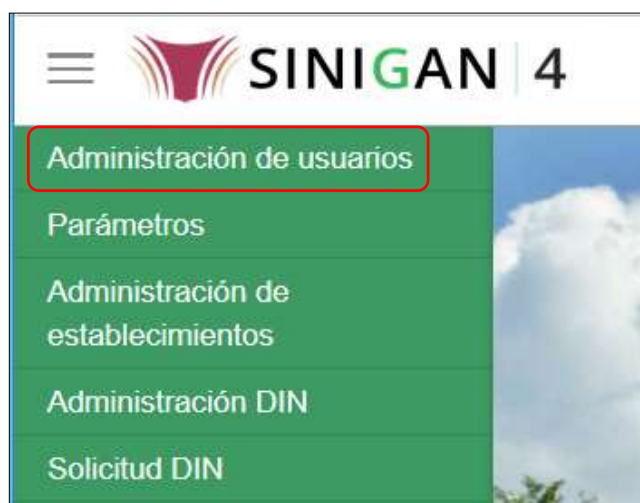 SINIGAN 4
Administración de usuarios
Parámetros
Administración de
establecimientos
Administración DIN
Solicitud DIN